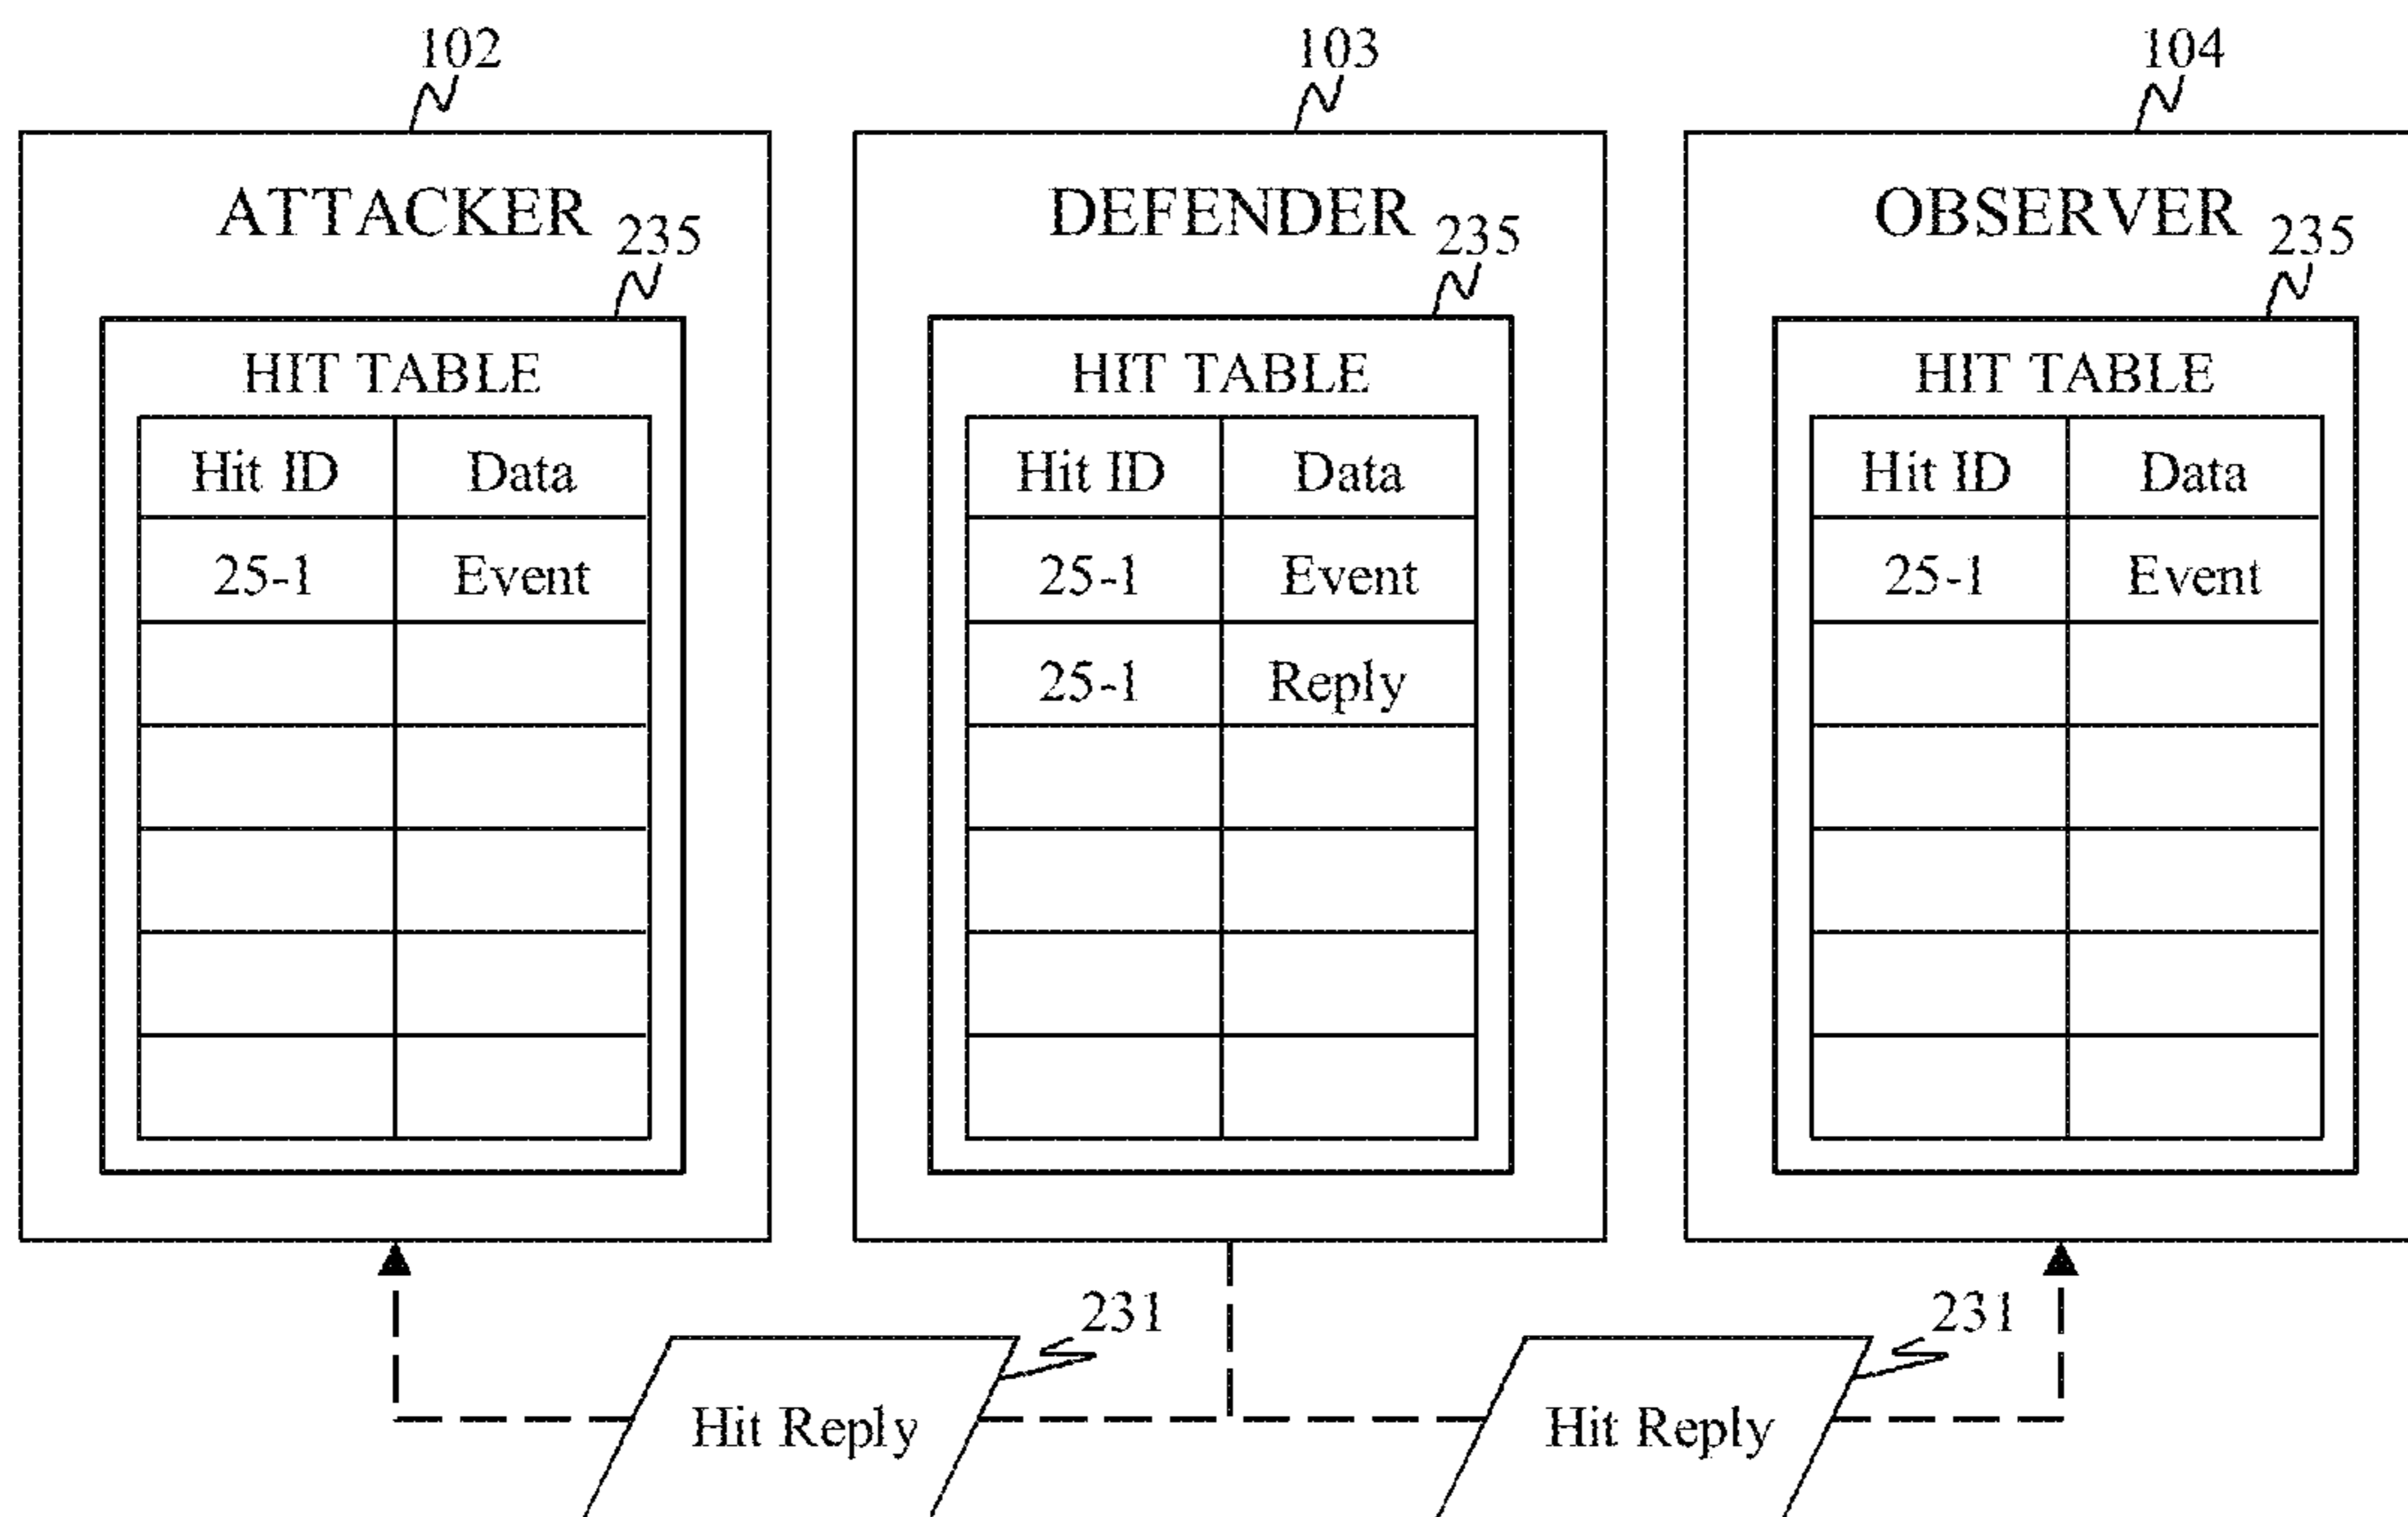 102 103 104
ATTACKER DEFENDER OBSERVER
235 235 235
HIT TABLE HIT TABLE HIT TABLE
Hit ID Data Hit ID Data Hit ID Data
25-1 Event 25-1 Event 25-1 Event
25-1 Reply
231 231
Hit Reply Hit Reply